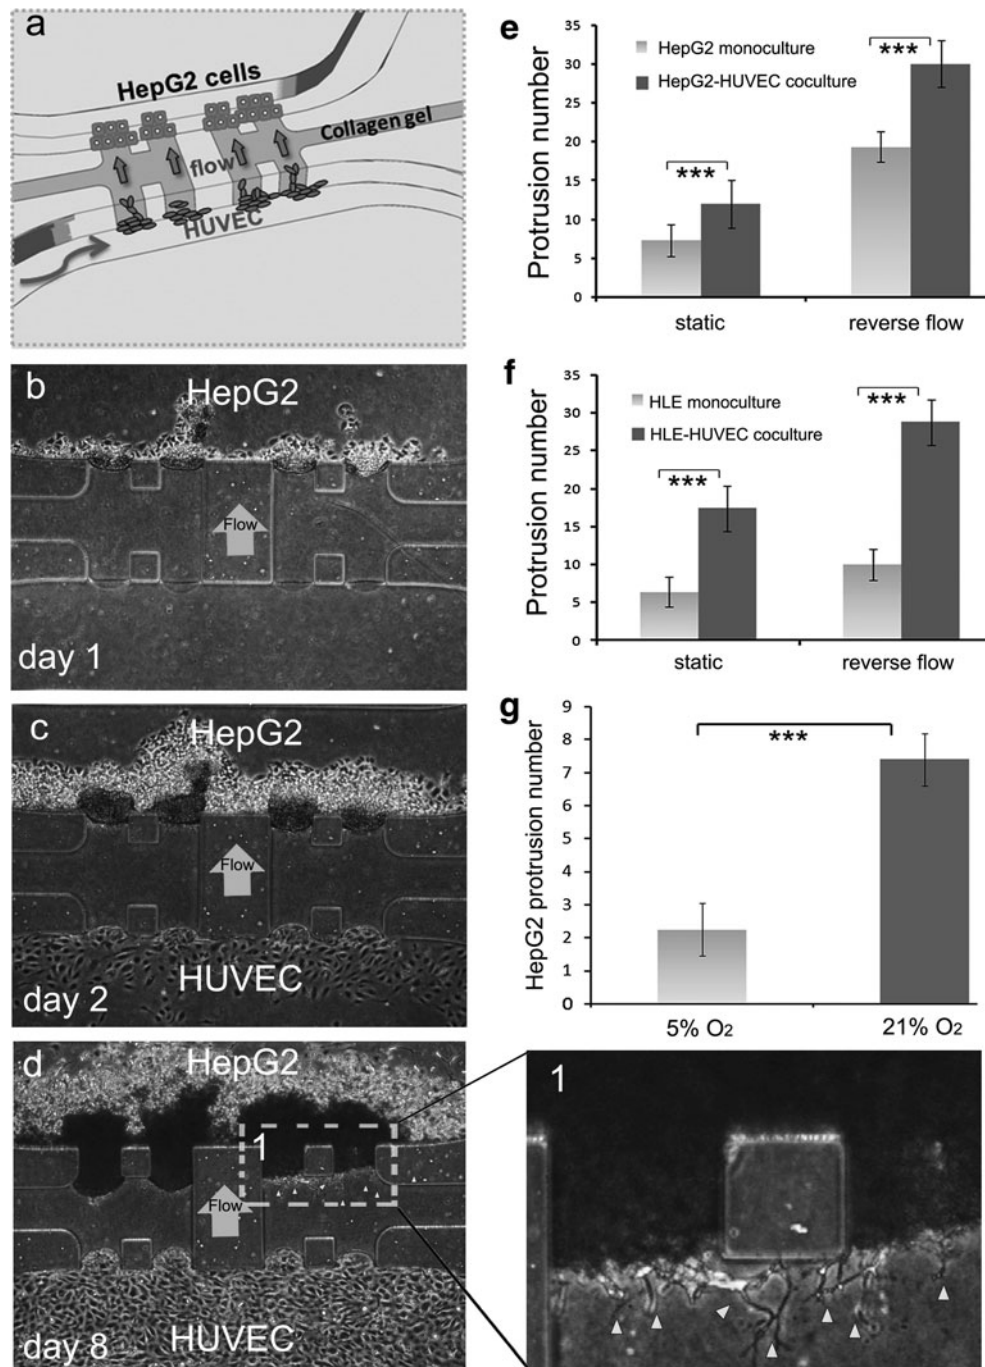 a
HepG2 cells
Collagen gel
flow
HUVEC
b
HepG2
Flow
day 1
c
HepG2
Flow
HUVEC
day 2
d
HepG2
1
Flow
HUVEC
day 8
e
Protrusion number
35
30
25
20
15
10
5
0
HepG2 monoculture
HepG2-HUVEC coculture
***
***
static
reverse flow
f
Protrusion number
35
30
25
20
15
10
5
0
HLE monoculture
HLE-HUVEC coculture
***
***
static
reverse flow
g
HepG2 protrusion number
9
8
7
6
5
4
3
2
1
0
***
5% O2
21% O2
1